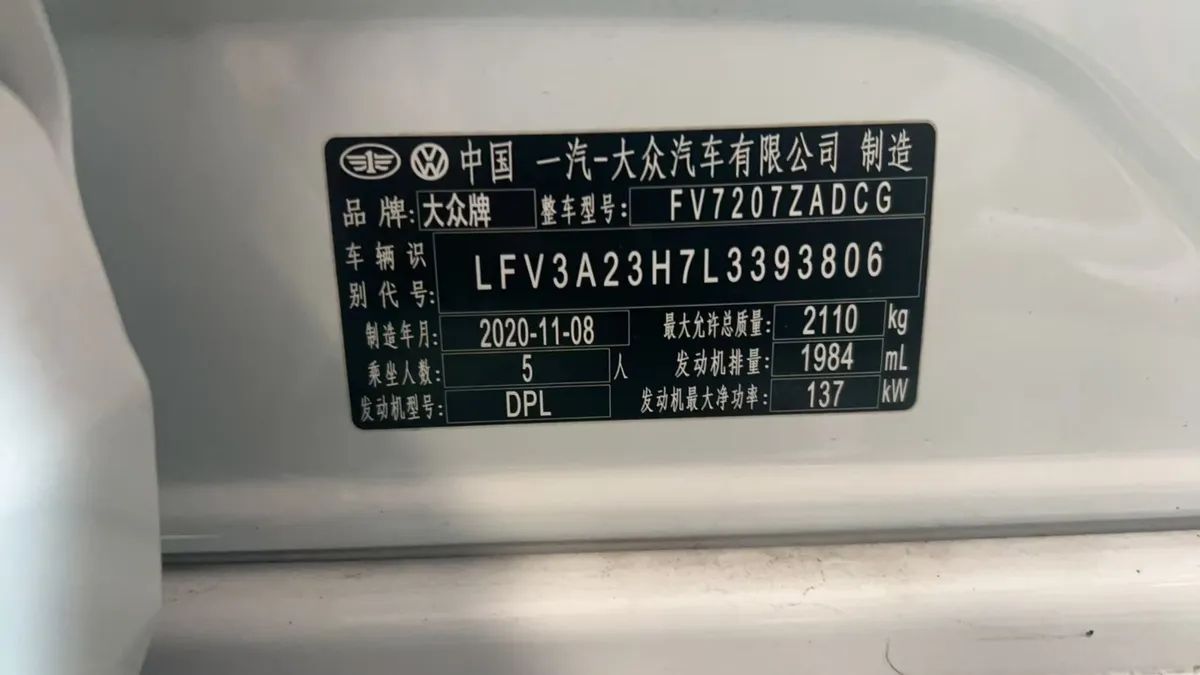 中国 一汽-大众汽车有限公司 制造
品牌: 大众牌 整车型号: FV7207ZADCG
车辆识别代号: LFV3A23H7L3393806
制造年月: 2020-11-08 最大允许总质量: 2110 kg
乘坐人数: 5 人 发动机排量: 1984 mL
发动机型号: DPL 发动机最大净功率: 137 kW